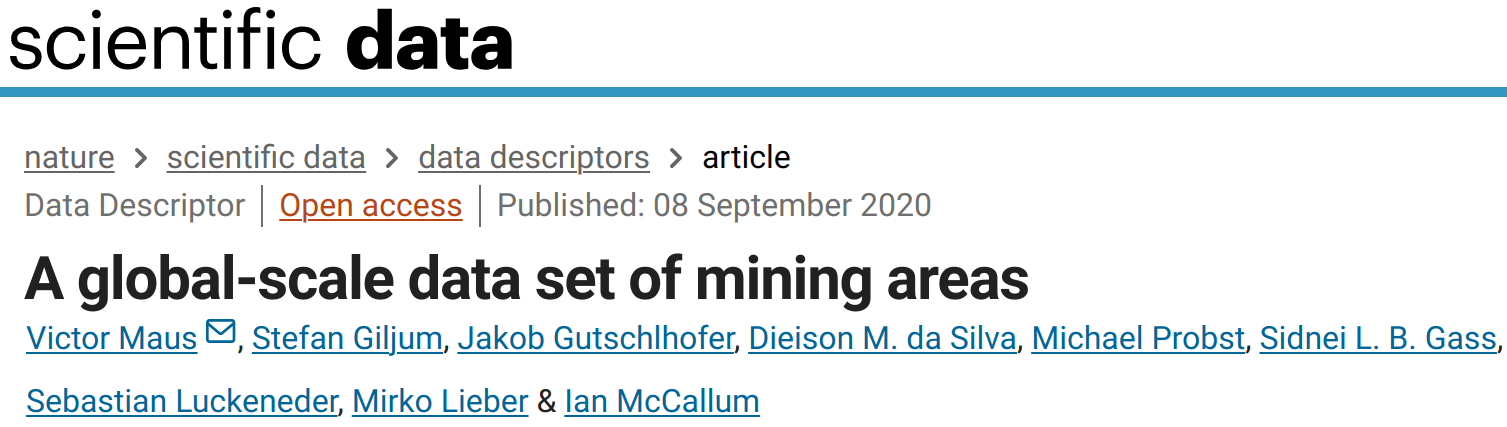 scientific data
nature > scientific data > data descriptors > article
Data Descriptor | Open access | Published: 08 September 2020
A global-scale data set of mining areas
Victor Maus, Stefan Giljum, Jakob Gutschlhofer, Dieison M. da Silva, Michael Probst, Sidnei L. B. Gass,
Sebastian Luckeneder, Mirko Lieber & Ian McCallum